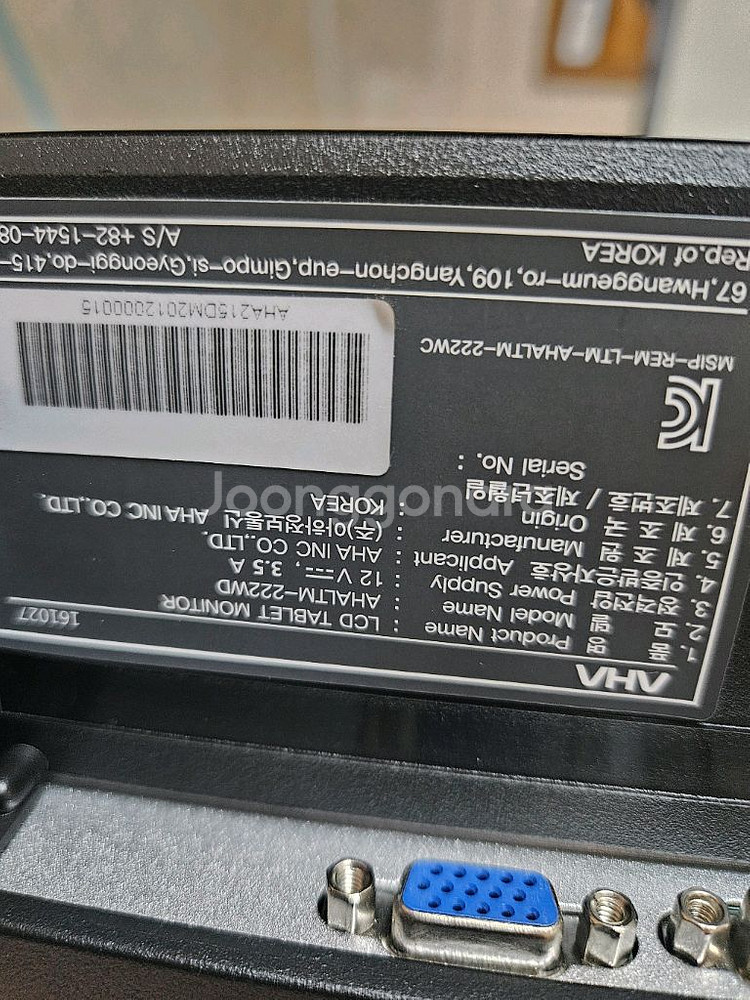 AHA
161027
1. 품 명 Product Name : LCD TABLET MONITOR
2. 모 델 명 Model Name : AHALTM-222WD
3. 정격전압 Power Supply : 12 V ⎓, 3.5 A
4. 인증받은자상호 Applicant : AHA INC CO.,LTD.
5. 제 조 원 Manufacturer : (주)아하정보통신 AHA INC CO.,LTD.
6. 제 조 국 Origin : KOREA
7. 제조번호 / 제조년월일
Serial No. :
MSIP-REM-LTM-AHALTM-222WC
AHA215DM201200015
67,Hwanggeum-ro,109,Yangchon-eup,Gimpo-si,Gyeonggi-do,415-
Rep.of KOREA A/S +82-1544-08
Joonggonara